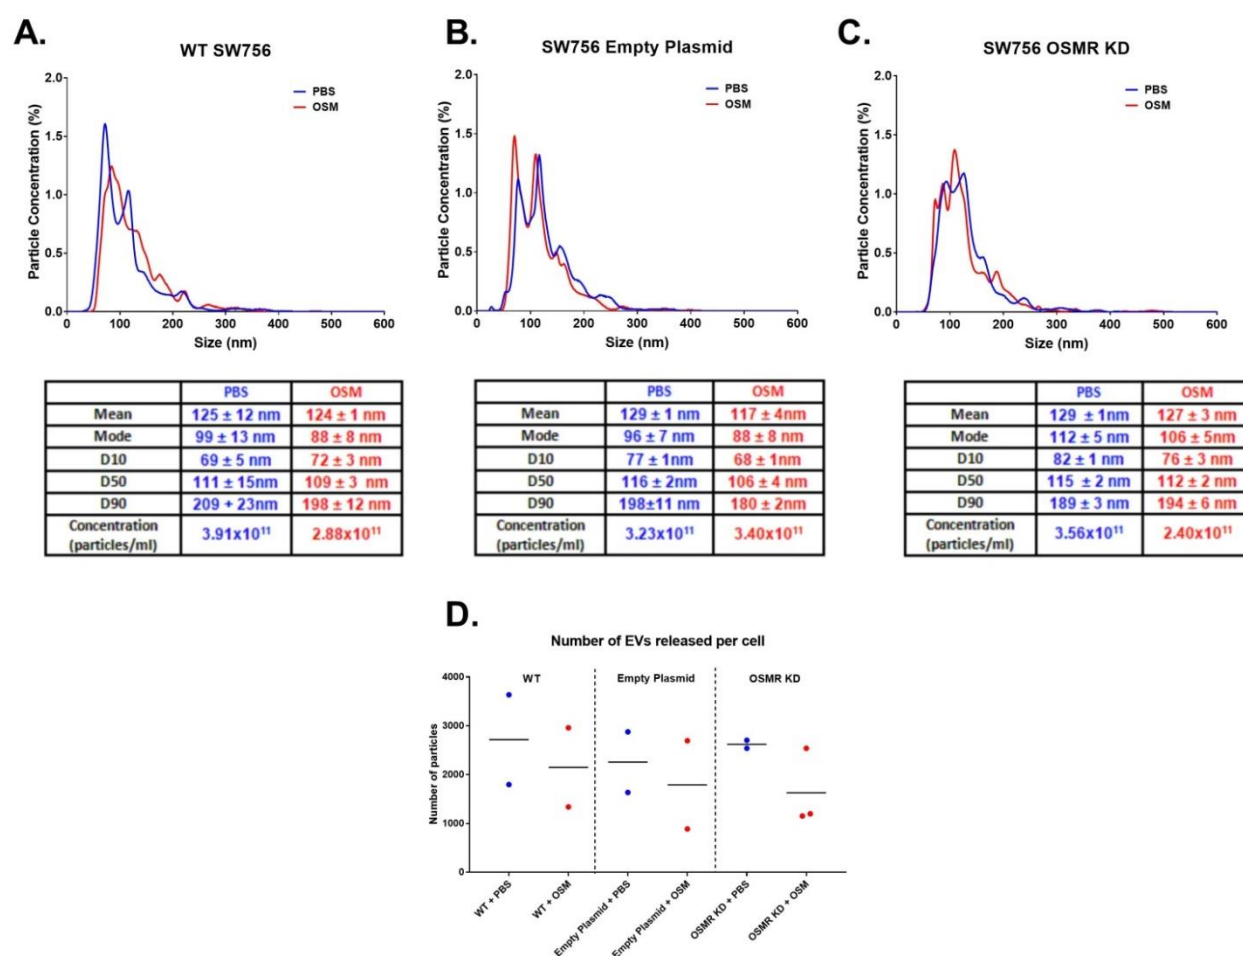 A.
WT SW756
PBS
OSM
Particle Concentration (%)
2.0
1.5
1.0
0.5
0.0
0 100 200 300 400 500 600
Size (nm)
PBS OSM
Mean 125 ± 12 nm 124 ± 1 nm
Mode 99 ± 13 nm 88 ± 8 nm
D10 69 ± 5 nm 72 ± 3 nm
D50 111 ± 15nm 109 ± 3 nm
D90 209 + 23nm 198 ± 12 nm
Concentration (particles/ml) 3.91x10¹¹ 2.88x10¹¹
B.
SW756 Empty Plasmid
PBS
OSM
Particle Concentration (%)
2.0
1.5
1.0
0.5
0.0
0 100 200 300 400 500 600
Size (nm)
PBS OSM
Mean 129 ± 1 nm 117 ± 4nm
Mode 96 ± 7 nm 88 ± 8 nm
D10 77 ± 1nm 68 ± 1nm
D50 116 ± 2nm 106 ± 4 nm
D90 198±11 nm 180 ± 2nm
Concentration (particles/ml) 3.23x10¹¹ 3.40x10¹¹
C.
SW756 OSMR KD
PBS
OSM
Particle Concentration (%)
2.0
1.5
1.0
0.5
0.0
0 100 200 300 400 500 600
Size (nm)
PBS OSM
Mean 129 ± 1nm 127 ± 3 nm
Mode 112 ± 5 nm 106 ± 5nm
D10 82 ± 1 nm 76 ± 3 nm
D50 115 ± 2 nm 112 ± 2 nm
D90 189 ± 3 nm 194 ± 6 nm
Concentration (particles/ml) 3.56x10¹¹ 2.40x10¹¹
D.
Number of EVs released per cell
Number of particles
4000
3000
2000
1000
0
WT Empty Plasmid OSMR KD
WT + PBS
WT + OSM
Empty Plasmid + PBS
Empty Plasmid + OSM
OSMR KD + PBS
OSMR KD + OSM